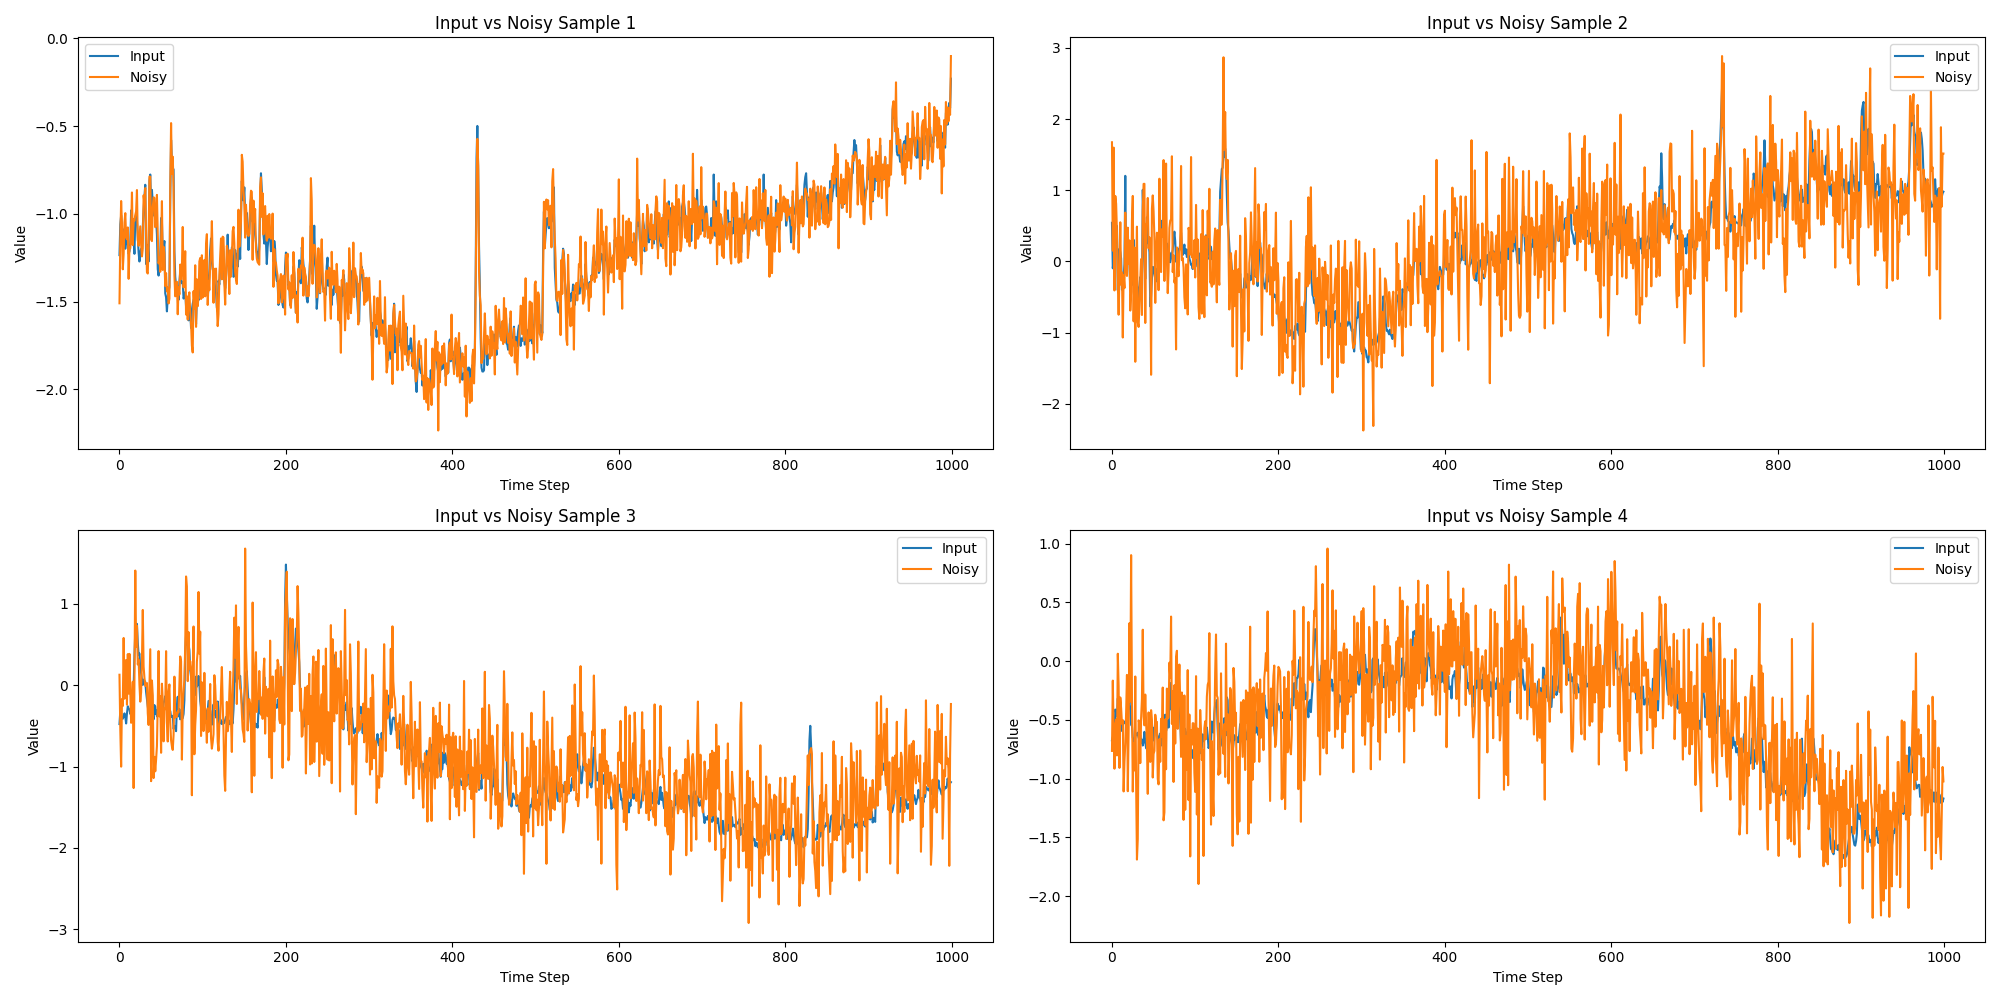 Input vs Noisy Sample 1
Input
Noisy
Value
0.0
−0.5
−1.0
−1.5
−2.0
0 200 400 600 800 1000
Time Step
Input vs Noisy Sample 2
Input
Noisy
Value
3
2
1
0
−1
−2
0 200 400 600 800 1000
Time Step
Input vs Noisy Sample 3
Input
Noisy
Value
1
0
−1
−2
−3
0 200 400 600 800 1000
Time Step
Input vs Noisy Sample 4
Input
Noisy
Value
1.0
0.5
0.0
−0.5
−1.0
−1.5
−2.0
0 200 400 600 800 1000
Time Step